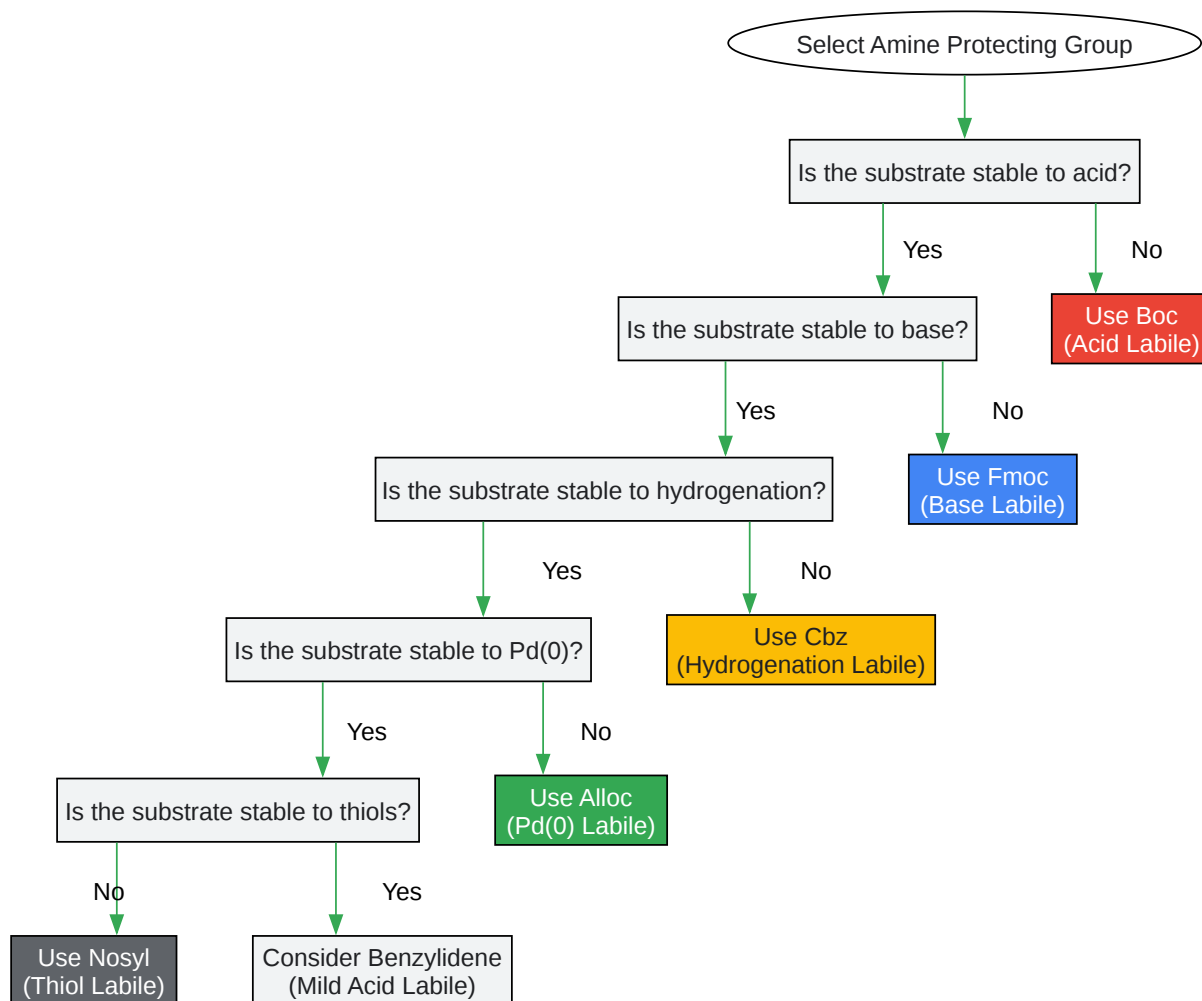 Select Amine Protecting Group
Is the substrate stable to acid?
Yes
No
Use Boc
(Acid Labile)
Is the substrate stable to base?
Yes
No
Use Fmoc
(Base Labile)
Is the substrate stable to hydrogenation?
Yes
No
Use Cbz
(Hydrogenation Labile)
Is the substrate stable to Pd(0)?
Yes
No
Use Alloc
(Pd(0) Labile)
Is the substrate stable to thiols?
No
Yes
Use Nosyl
(Thiol Labile)
Consider Benzylidene
(Mild Acid Labile)